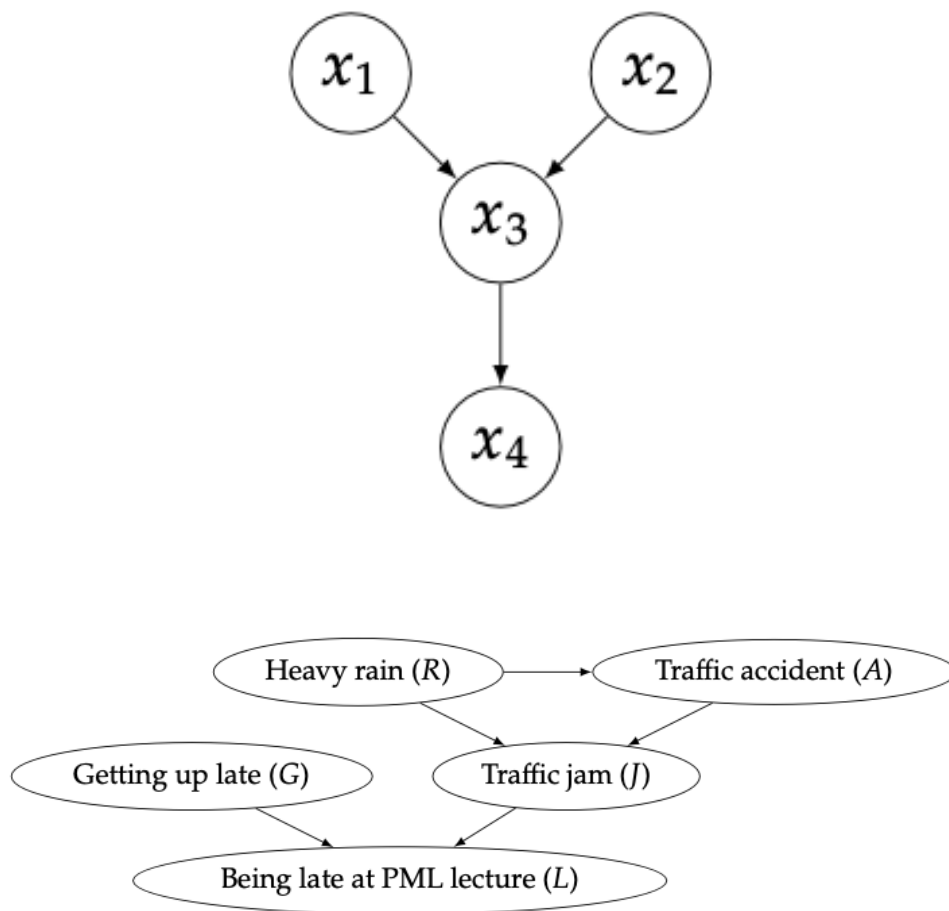 x₁ x₂
x₃
x₄
Heavy rain (R) Traffic accident (A)
Getting up late (G) Traffic jam (J)
Being late at PML lecture (L)